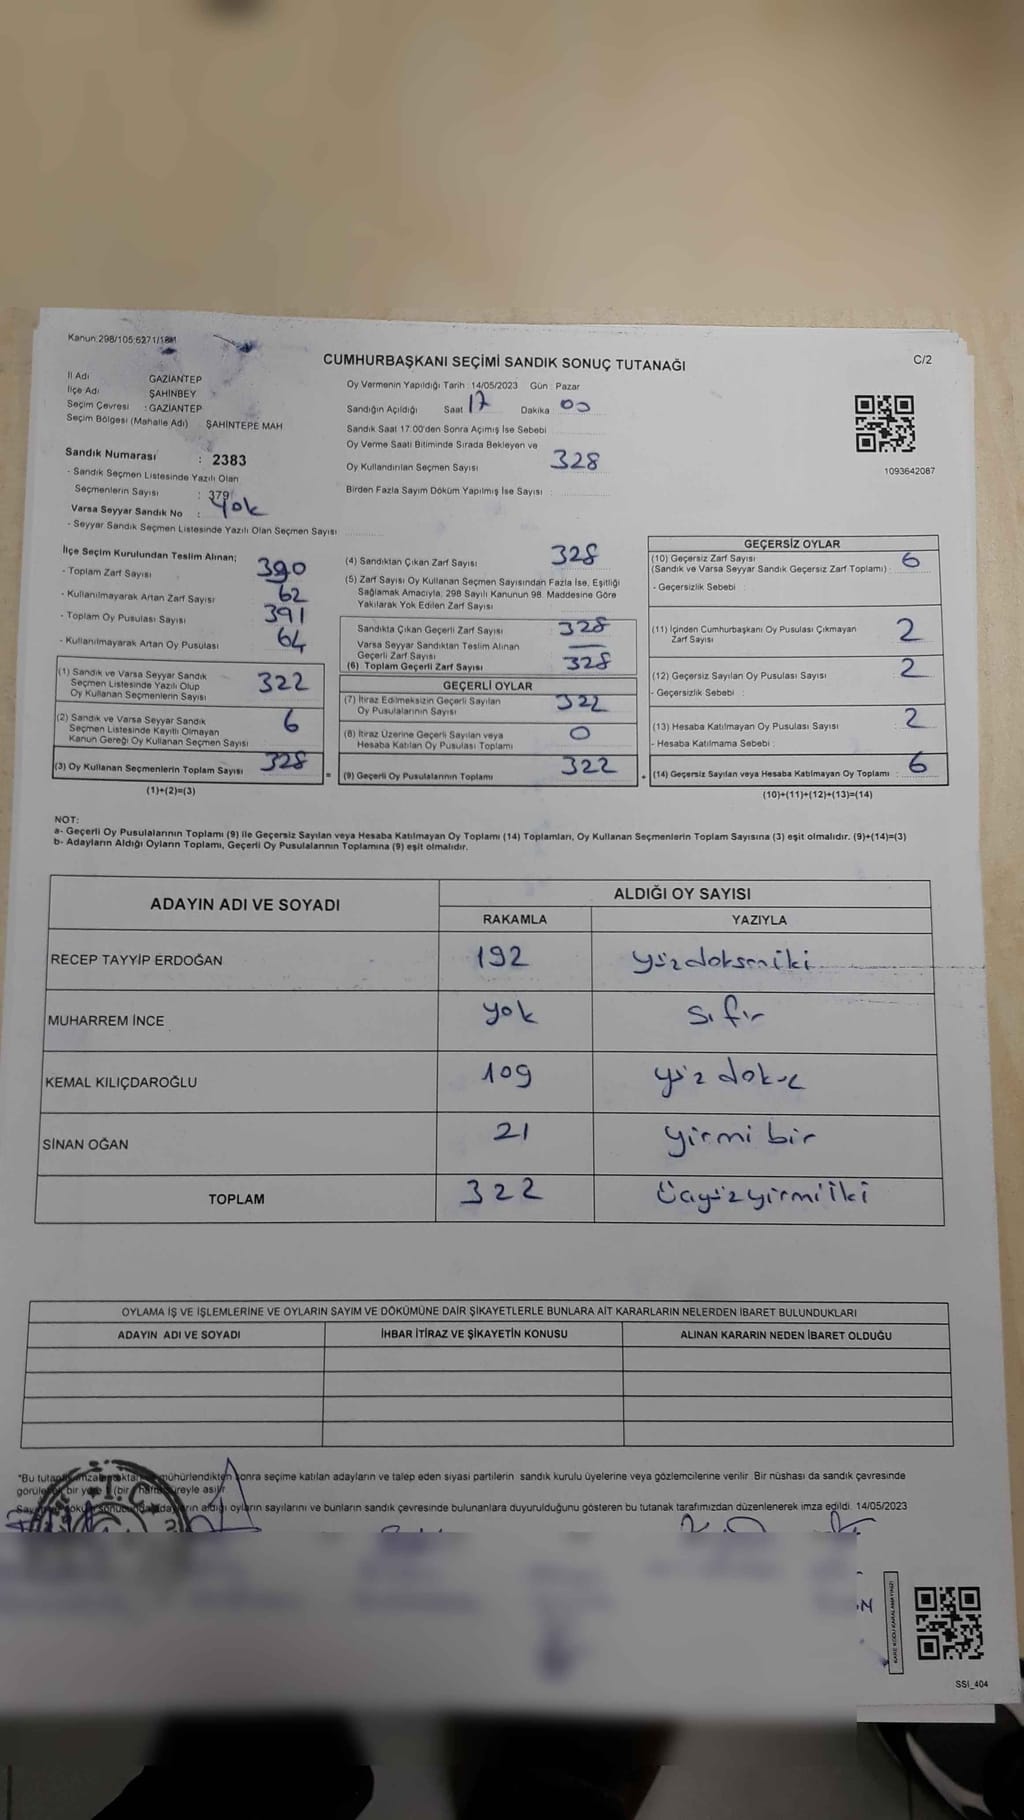 Kanun:298/105;6271/18
CUMHURBAŞKANI SEÇİMİ SANDIK SONUÇ TUTANAĞI
C/2
İl Adı GAZİANTEP
İlçe Adı ŞAHİNBEY
Seçim Çevresi : GAZİANTEP
Seçim Bölgesi (Mahalle Adı) ŞAHİNTEPE MAH
Sandık Numarası : 2383
- Sandık Seçmen Listesinde Yazılı Olan
Seçmenlerin Sayısı : 379
Varsa Seyyar Sandık No : Yok
- Seyyar Sandık Seçmen Listesinde Yazılı Olan Seçmen Sayısı
Oy Vermenin Yapıldığı Tarih : 14/05/2023 Gün : Pazar
Sandığın Açıldığı Saat 17 Dakika 00
Sandık Saat 17:00'den Sonra Açımış İse Sebebi
Oy Verme Saati Bitiminde Sırada Bekleyen ve
Oy Kullandırılan Seçmen Sayısı 328
Birden Fazla Sayım Döküm Yapılmış İse Sayısı :
1093642087
İlçe Seçim Kurulundan Teslim Alınan;
- Toplam Zarf Sayısı 390
- Kullanılmayarak Artan Zarf Sayısı 62
- Toplam Oy Pusulası Sayısı 391
- Kullanılmayarak Artan Oy Pusulası 64
(1) Sandık ve Varsa Seyyar Sandık
Seçmen Listesinde Yazılı Olup
Oy Kullanan Seçmenlerin Sayısı 322
(2) Sandık ve Varsa Seyyar Sandık
Seçmen Listesinde Kayıtlı Olmayan
Kanun Gereği Oy Kullanan Seçmen Sayısı 6
(3) Oy Kullanan Seçmenlerin Toplam Sayısı 328
(1)+(2)=(3)
=
(4) Sandıktan Çıkan Zarf Sayısı 328
(5) Zarf Sayısı Oy Kullanan Seçmen Sayısından Fazla İse, Eşitliği
Sağlamak Amacıyla, 298 Sayılı Kanunun 98. Maddesine Göre
Yakılarak Yok Edilen Zarf Sayısı
Sandıkta Çıkan Geçerli Zarf Sayısı 328
Varsa Seyyar Sandıktan Teslim Alınan
Geçerli Zarf Sayısı
(6) Toplam Geçerli Zarf Sayısı 328
GEÇERLİ OYLAR
(7) İtiraz Edilmeksizin Geçerli Sayılan
Oy Pusulalarının Sayısı 322
(8) İtiraz Üzerine Geçerli Sayılan veya
Hesaba Katılan Oy Pusulası Toplamı 0
(9) Geçerli Oy Pusulalarının Toplamı 322
+
GEÇERSİZ OYLAR
(10) Geçersiz Zarf Sayısı
(Sandık ve Varsa Seyyar Sandık Geçersiz Zarf Toplamı) : 6
- Geçersizlik Sebebi :
(11) İçinden Cumhurbaşkanı Oy Pusulası Çıkmayan
Zarf Sayısı 2
(12) Geçersiz Sayılan Oy Pusulası Sayısı 2
- Geçersizlik Sebebi :
(13) Hesaba Katılmayan Oy Pusulası Sayısı 2
- Hesaba Katılmama Sebebi :
(14) Geçersiz Sayılan veya Hesaba Katılmayan Oy Toplamı : 6
(10)+(11)+(12)+(13)=(14)
NOT:
a- Geçerli Oy Pusulalarının Toplamı (9) ile Geçersiz Sayılan veya Hesaba Katılmayan Oy Toplamı (14) Toplamları, Oy Kullanan Seçmenlerin Toplam Sayısına (3) eşit olmalıdır. (9)+(14)=(3)
b- Adayların Aldığı Oyların Toplamı, Geçerli Oy Pusulalarının Toplamına (9) eşit olmalıdır.
ADAYIN ADI VE SOYADI
ALDIĞI OY SAYISI
RAKAMLA YAZIYLA
RECEP TAYYİP ERDOĞAN 192 yüzdoksaniki
MUHARREM İNCE yok sıfır
KEMAL KILIÇDAROĞLU 109 yüz dokuz
SİNAN OĞAN 21 yirmi bir
TOPLAM 322 üçyüzyirmiiki
OYLAMA İŞ VE İŞLEMLERİNE VE OYLARIN SAYIM VE DÖKÜMÜNE DAİR ŞİKAYETLERLE BUNLARA AİT KARARLARIN NELERDEN İBARET BULUNDUKLARI
ADAYIN ADI VE SOYADI İHBAR İTİRAZ VE ŞİKAYETİN KONUSU ALINAN KARARIN NEDEN İBARET OLDUĞU
*Bu mühürlendikten sonra seçime katılan adayların ve talep eden siyasi partilerin sandık kurulu üyelerine veya gözlemcilerine verilir Bir nüshası da sandık çevresinde
bir yere (bir) hafta süreyle asılır
aldığı oyların sayılarını ve bunların sandık çevresinde bulunanlara duyurulduğunu gösteren bu tutanak tarafımızdan düzenlenerek imza edildi. 14/05/2023
KARE KODU KARALAMAYINIZ!
SSI_404